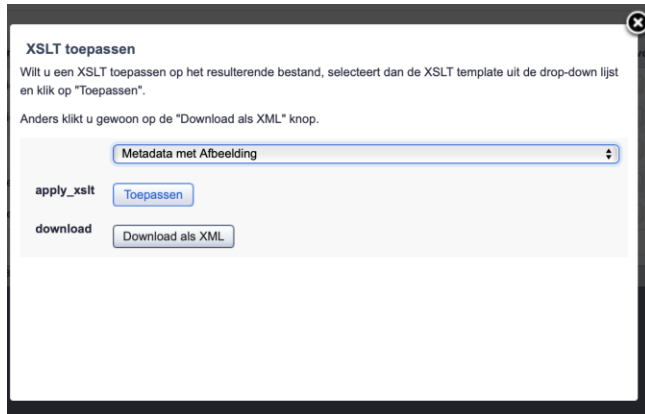 XSLT toepassen
Wilt u een XSLT toepassen op het resulterende bestand, selecteert dan de XSLT template uit de drop-down lijst
en klik op "Toepassen".
Anders klikt u gewoon op de "Download als XML" knop.
Metadata met Afbeelding
apply_xslt
Toepassen
download
Download als XML